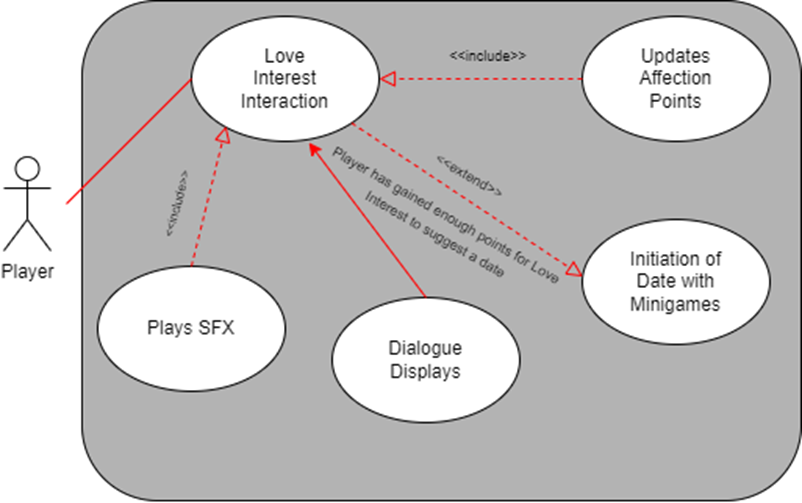 Love
Interest
Interaction
<<include>>
Updates
Affection
Points
<<extend>>
Player has gained enough points for Love
Interest to suggest a date
<<include>>
Player
Initiation of
Date with
Minigames
Plays SFX
Dialogue
Displays